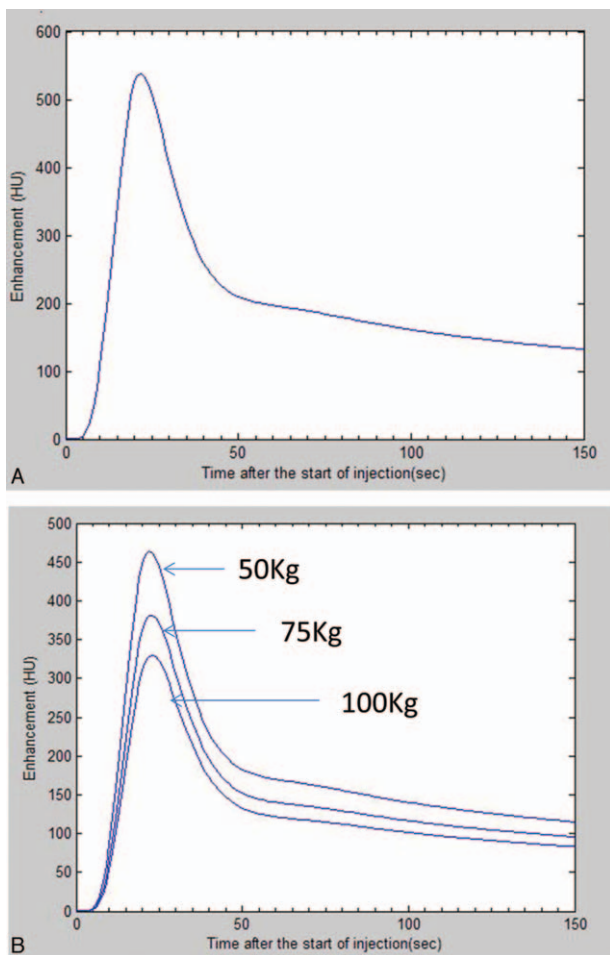 600
500
400
300
200
100
0
Enhancement (HU)
0 50 100 150
Time after the start of injection(sec)
A
500
450
400
350
300
250
200
150
100
50
0
Enhancement (HU)
50Kg
75Kg
100Kg
0 50 100 150
Time after the start of injection(sec)
B